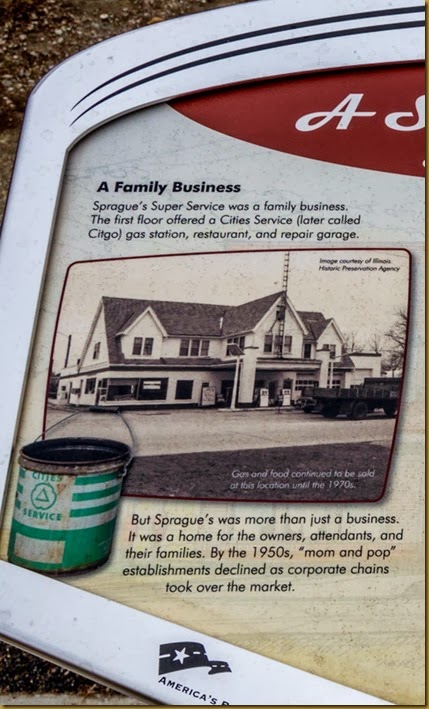 A S
A Family Business
Sprague's Super Service was a family business.
The first floor offered a Cities Service (later called
Citgo) gas station, restaurant, and repair garage.
Image courtesy of Illinois
Historic Preservation Agency
Gas and food continued to be sold
at this location until the 1970s.
CITIES
SERVICE
But Sprague's was more than just a business.
It was a home for the owners, attendants, and
their families. By the 1950s, "mom and pop"
establishments declined as corporate chains
took over the market.
AMERICA'S